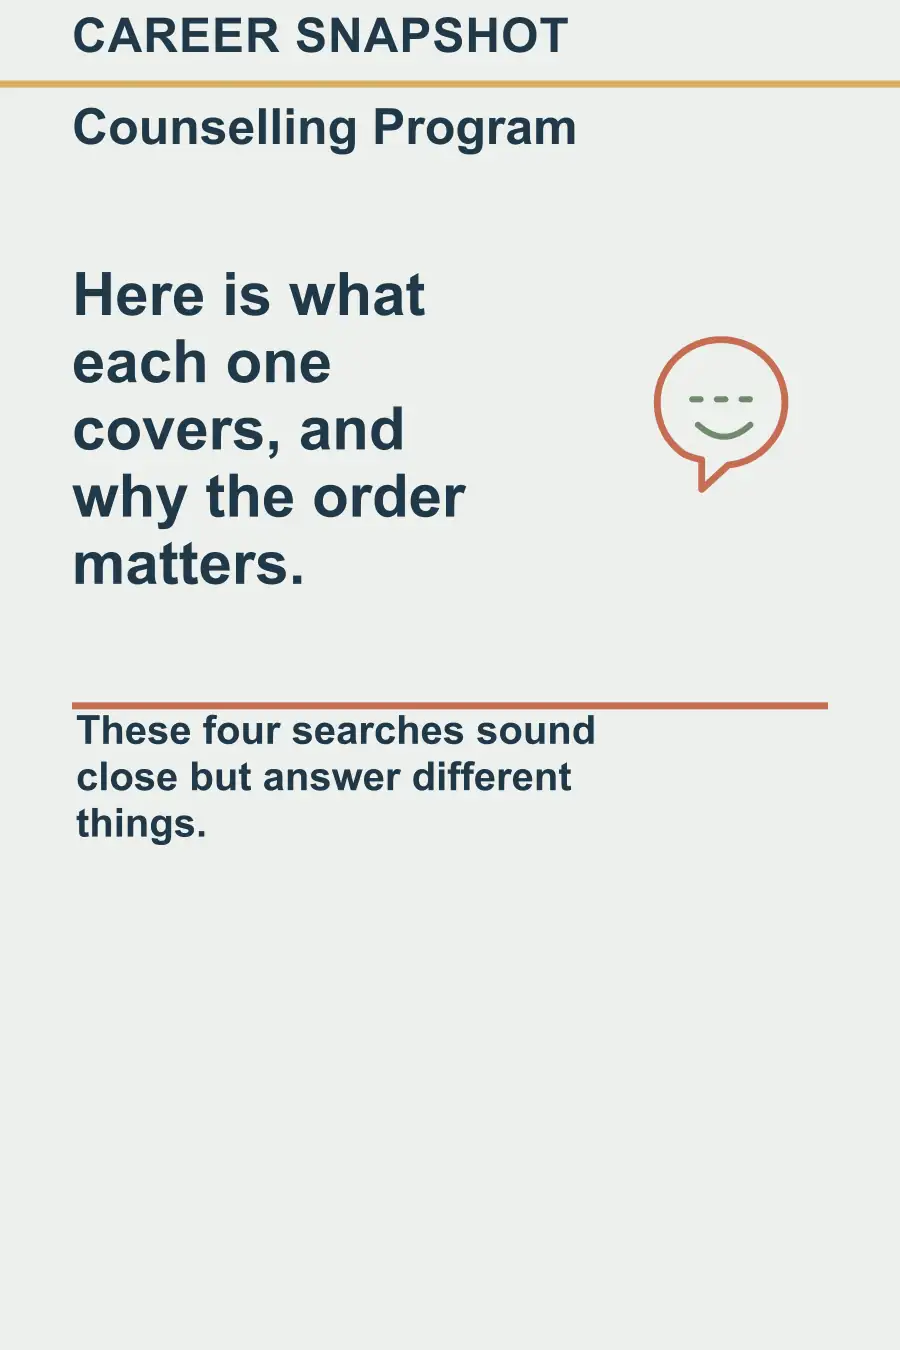 CAREER SNAPSHOT
Counselling Program
Here is what
each one
covers, and
why the order
matters.
These four searches sound
close but answer different
things.